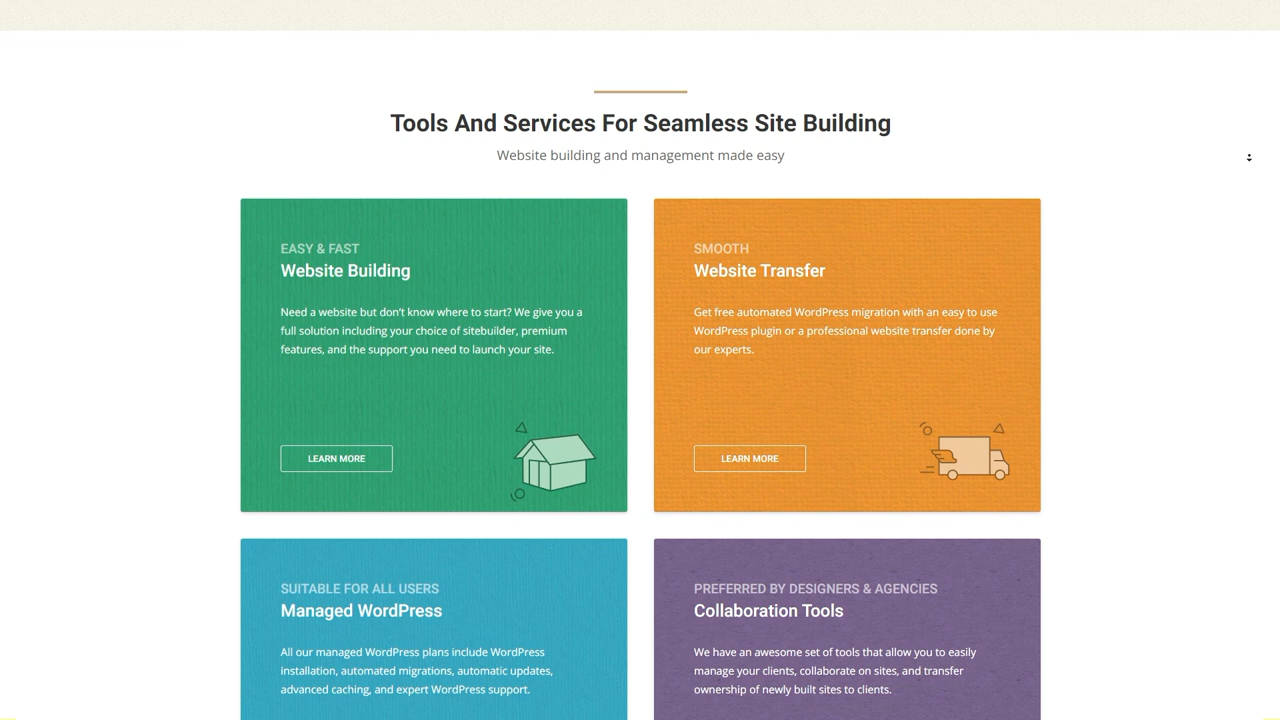 Tools And Services For Seamless Site Building
Website building and management made easy
EASY & FAST
Website Building
Need a website but don't know where to start? We give you a
full solution including your choice of sitebuilder, premium
features, and the support you need to launch your site.
LEARN MORE
SMOOTH
Website Transfer
Get free automated WordPress migration with an easy to use
WordPress plugin or a professional website transfer done by
our experts.
LEARN MORE
SUITABLE FOR ALL USERS
Managed WordPress
All our managed WordPress plans include WordPress
installation, automated migrations, automatic updates,
advanced caching, and expert WordPress support.
PREFERRED BY DESIGNERS & AGENCIES
Collaboration Tools
We have an awesome set of tools that allow you to easily
manage your clients, collaborate on sites, and transfer
ownership of newly built sites to clients.